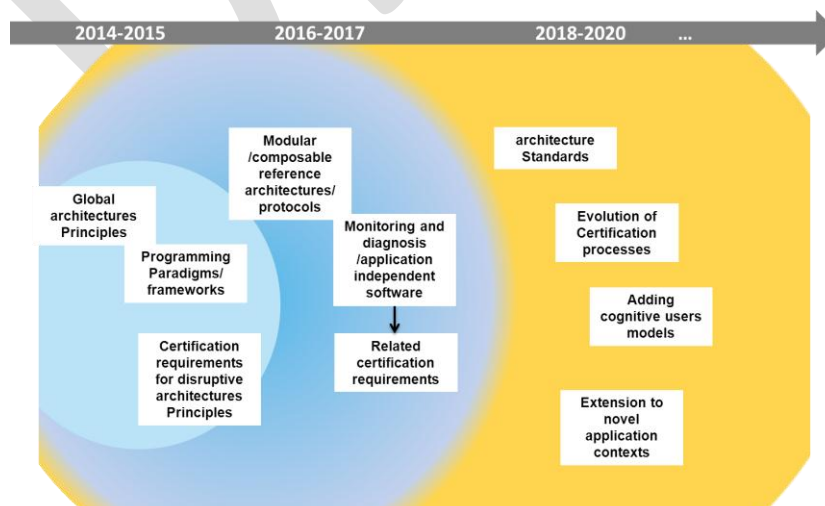 2014-2015 2016-2017 2018-2020 ...
Global
architectures
Principles
Programming
Paradigms/
frameworks
Certification
requirements
for disruptive
architectures
Principles
Modular
/composable
reference
architectures/
protocols
Monitoring and
diagnosis
/application
independent
software
Related
certification
requirements
architecture
Standards
Evolution of
Certification
processes
Adding
cognitive users
models
Extension to
novel
application
contexts